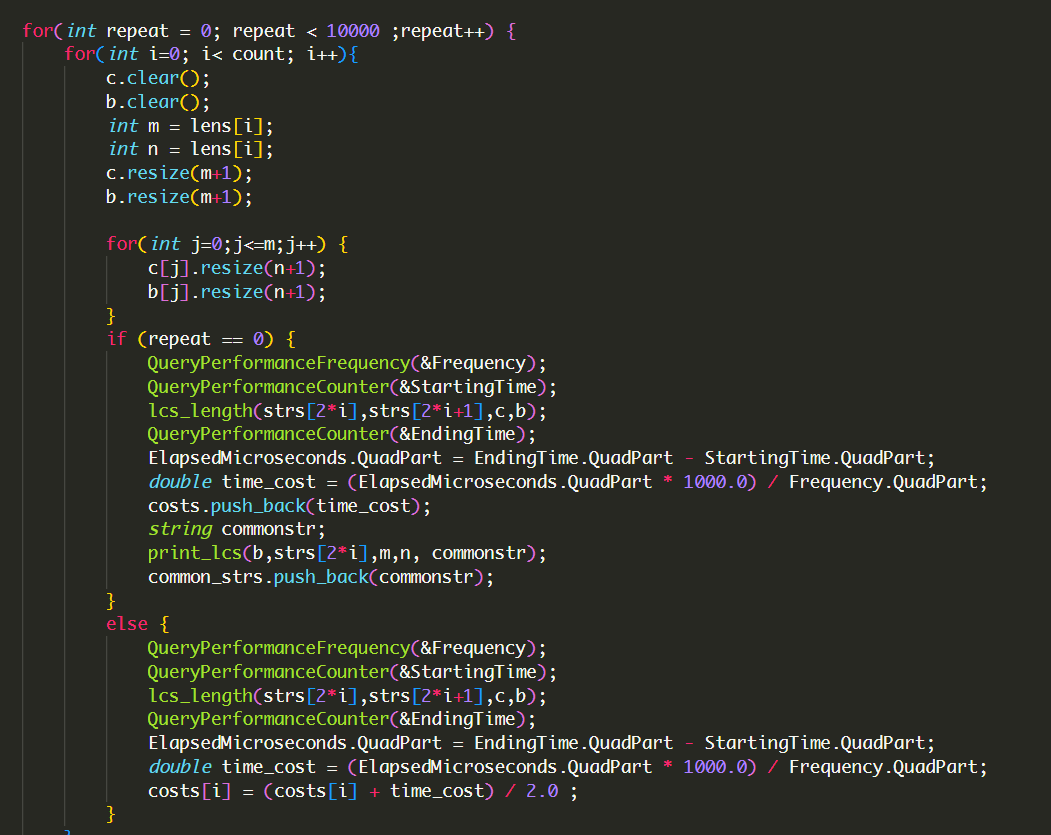 for(int repeat = 0; repeat < 10000 ;repeat++) {
    for(int i=0; i< count; i++){
        c.clear();
        b.clear();
        int m = lens[i];
        int n = lens[i];
        c.resize(m+1);
        b.resize(m+1);

        for(int j=0;j<=m;j++) {
            c[j].resize(n+1);
            b[j].resize(n+1);
        }
        if (repeat == 0) {
            QueryPerformanceFrequency(&Frequency);
            QueryPerformanceCounter(&StartingTime);
            lcs_length(strs[2*i],strs[2*i+1],c,b);
            QueryPerformanceCounter(&EndingTime);
            ElapsedMicroseconds.QuadPart = EndingTime.QuadPart - StartingTime.QuadPart;
            double time_cost = (ElapsedMicroseconds.QuadPart * 1000.0) / Frequency.QuadPart;
            costs.push_back(time_cost);
            string commonstr;
            print_lcs(b,strs[2*i],m,n, commonstr);
            common_strs.push_back(commonstr);
        }
        else {
            QueryPerformanceFrequency(&Frequency);
            QueryPerformanceCounter(&StartingTime);
            lcs_length(strs[2*i],strs[2*i+1],c,b);
            QueryPerformanceCounter(&EndingTime);
            ElapsedMicroseconds.QuadPart = EndingTime.QuadPart - StartingTime.QuadPart;
            double time_cost = (ElapsedMicroseconds.QuadPart * 1000.0) / Frequency.QuadPart;
            costs[i] = (costs[i] + time_cost) / 2.0 ;
        }
    }